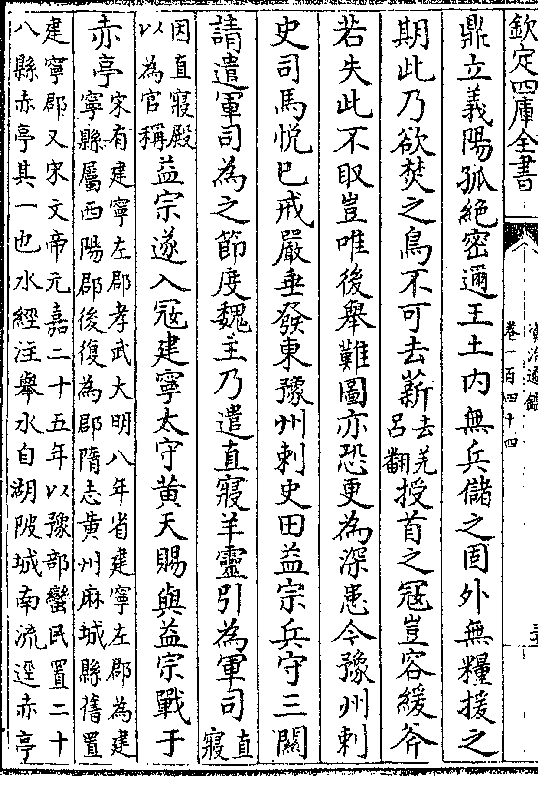 欽定四庫全書
資治通鑑
卷一百四十四
鼎立義陽孤絶密邇王土內無兵儲之固外無糧援之
期此乃欲焚之鳥不可去薪去羌呂翻授首之冦豈容緩斧
若失此不取豈唯後舉難圖亦恐更為深患今豫州刺
史司馬悅已戒嚴垂發東豫州刺史田益宗兵守三關
請遣軍司為之節度魏主乃遣直寢羊靈引為軍司直寢
因直寢殿以為官稱益宗遂入冦建寧太守黃天賜與益宗戰于
赤亭宋有建寧左郡孝武大明八年省建寧左郡為建
寧縣屬西陽郡後復為郡隋志黄州麻城縣舊置
建寧郡又宋文帝元嘉二十五年以豫部蠻民置二十
八縣赤亭其一也水經注舉水自湖陂城南流逕赤亭